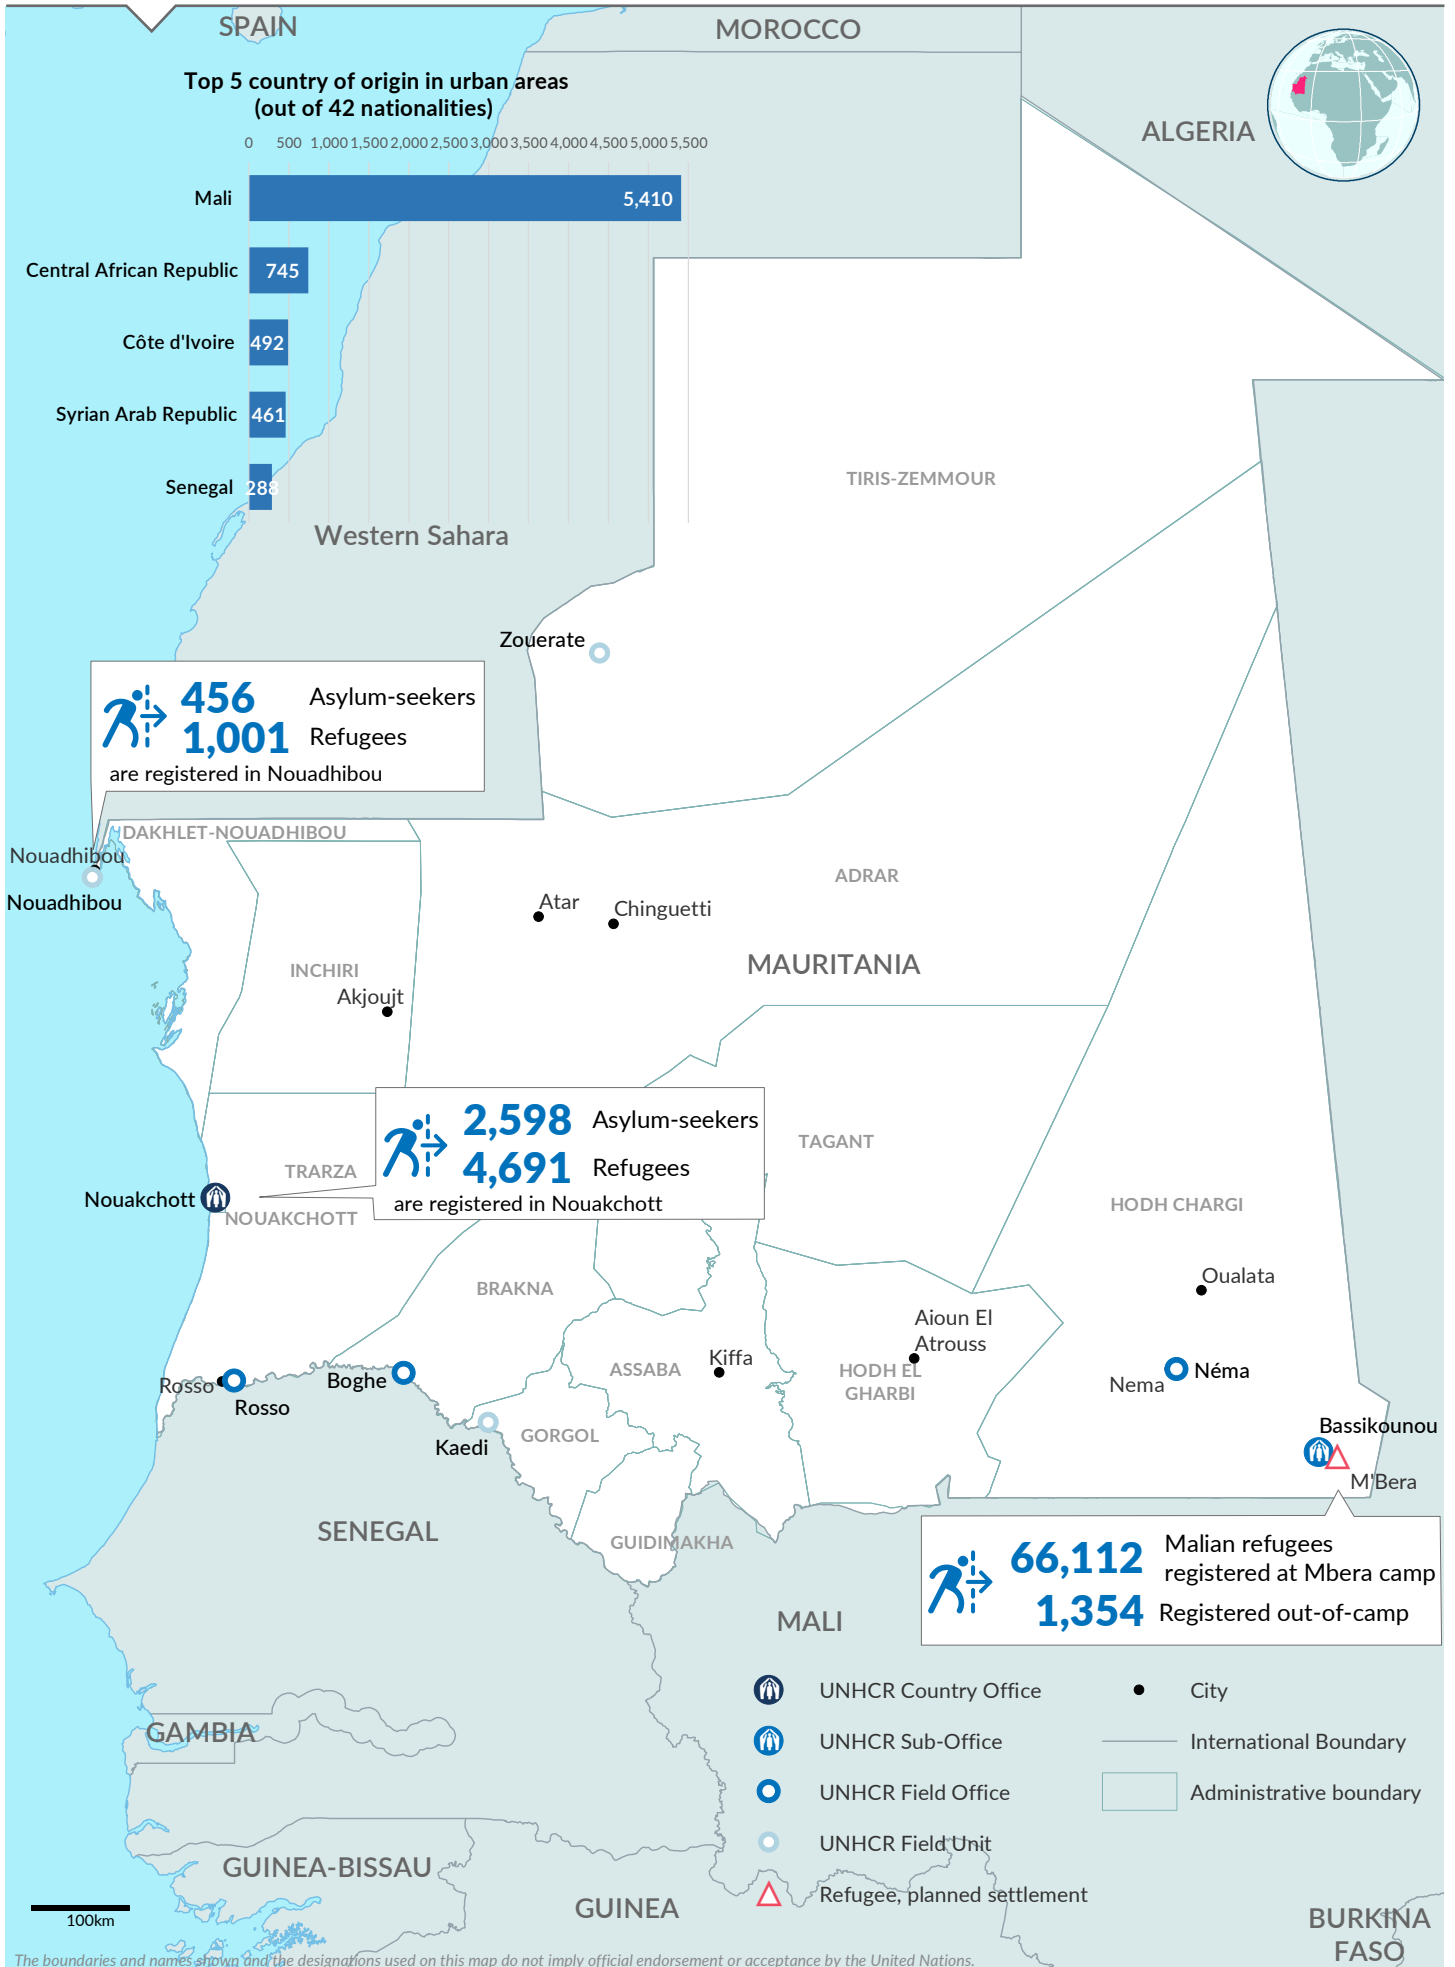 SPAIN
MOROCCO
ALGERIA
Top 5 country of origin in urban areas
(out of 42 nationalities)
0 500 1,000 1,500 2,000 2,500 3,000 3,500 4,000 4,500 5,000 5,500
Mali 5,410
Central African Republic 745
Côte d'Ivoire 492
Syrian Arab Republic 461
Senegal 288
Western Sahara
TIRIS-ZEMMOUR
Zouerate
456 Asylum-seekers
1,001 Refugees
are registered in Nouadhibou
DAKHLET-NOUADHIBOU
Nouadhibou
Nouadhibou
ADRAR
Atar
Chinguetti
MAURITANIA
INCHIRI
Akjoujt
2,598 Asylum-seekers
4,691 Refugees
are registered in Nouakchott
TAGANT
TRARZA
Nouakchott
NOUAKCHOTT
HODH CHARGI
BRAKNA
Oualata
Aioun El
Atrouss
Kiffa
ASSABA
HODH EL
GHARBI
Néma
Nema
Rosso
Rosso
Boghe
Kaedi
GORGOL
Bassikounou
M'Bera
GUIDIMAKHA
SENEGAL
66,112 Malian refugees
registered at Mbera camp
1,354 Registered out-of-camp
MALI
UNHCR Country Office
UNHCR Sub-Office
UNHCR Field Office
UNHCR Field Unit
Refugee, planned settlement
City
International Boundary
Administrative boundary
GAMBIA
GUINEA-BISSAU
GUINEA
BURKINA
FASO
100km
The boundaries and names shown and the designations used on this map do not imply official endorsement or acceptance by the United Nations.